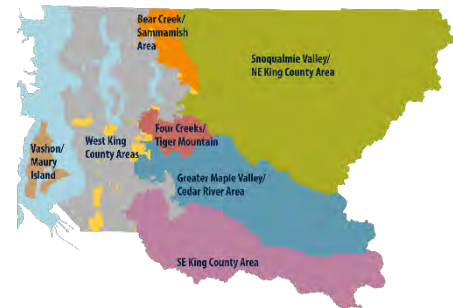 Bear Creek/
Sammamish
Area
Snoqualmie Valley/
NE King County Area
Four Creeks/
Tiger Mountain
West King
County Areas
Vashon/
Maury
Island
Greater Maple Valley/
Cedar River Area
SE King County Area